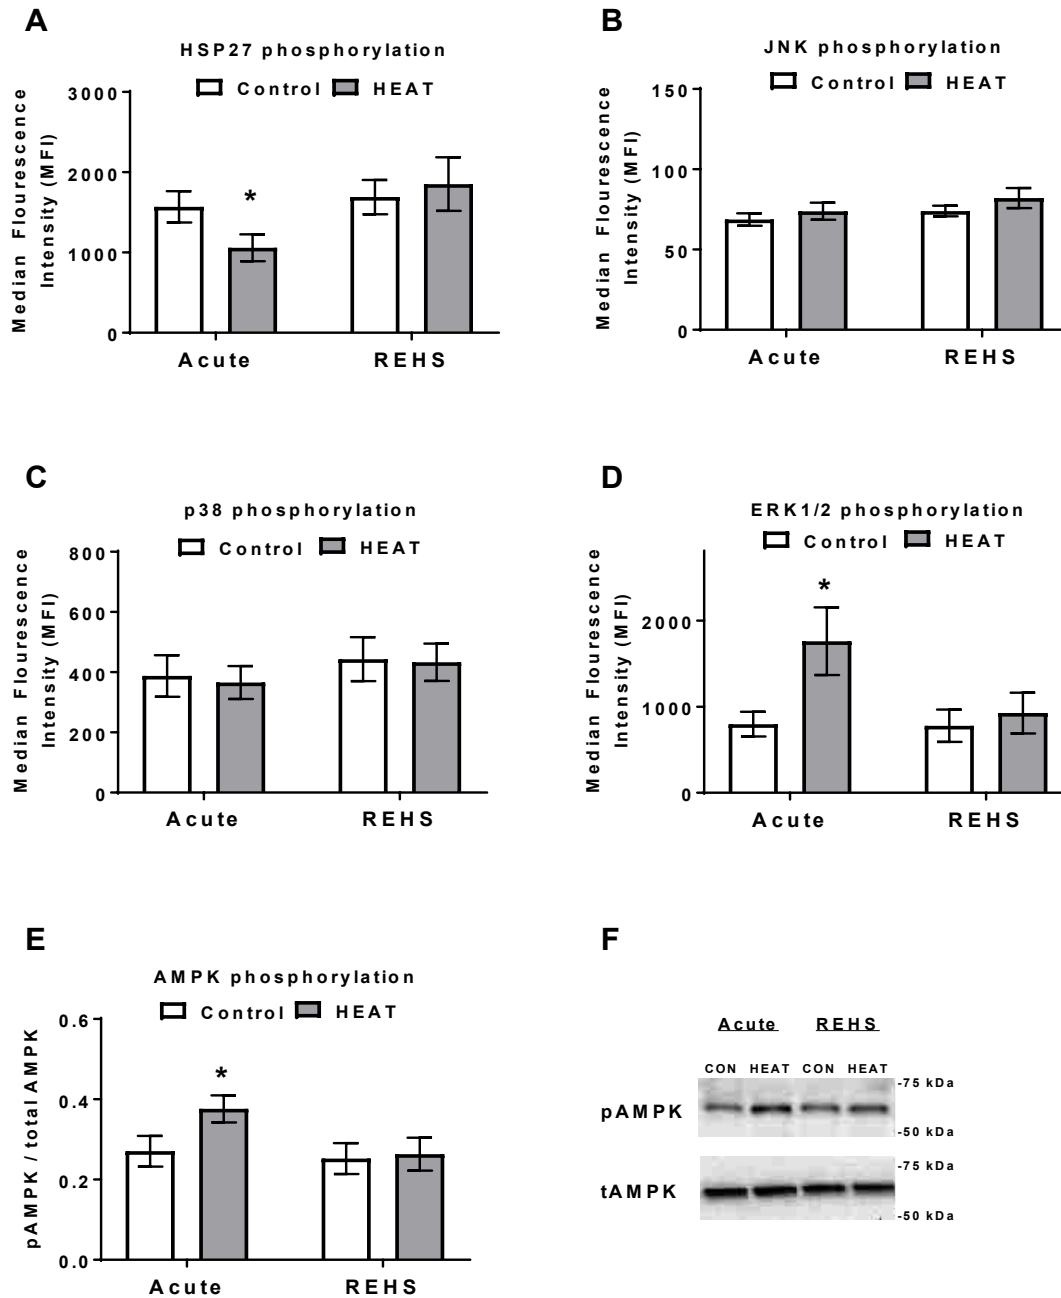 A
HSP27 phosphorylation
Control HEAT
Median Flourescence
Intensity (MFI)
3000
2000
1000
0
*
Acute REHS
B
JNK phosphorylation
Control HEAT
Median Flourescence
Intensity (MFI)
150
100
50
0
Acute REHS
C
p38 phosphorylation
Control HEAT
Median Flourescence
Intensity (MFI)
800
600
400
200
0
Acute REHS
D
ERK1/2 phosphorylation
Control HEAT
Median Flourescence
Intensity (MFI)
2000
1000
0
*
Acute REHS
E
AMPK phosphorylation
Control HEAT
pAMPK / total AMPK
0.6
0.4
0.2
0.0
*
Acute REHS
F
Acute REHS
CON HEAT CON HEAT
-75 kDa
pAMPK
-50 kDa
-75 kDa
tAMPK
-50 kDa